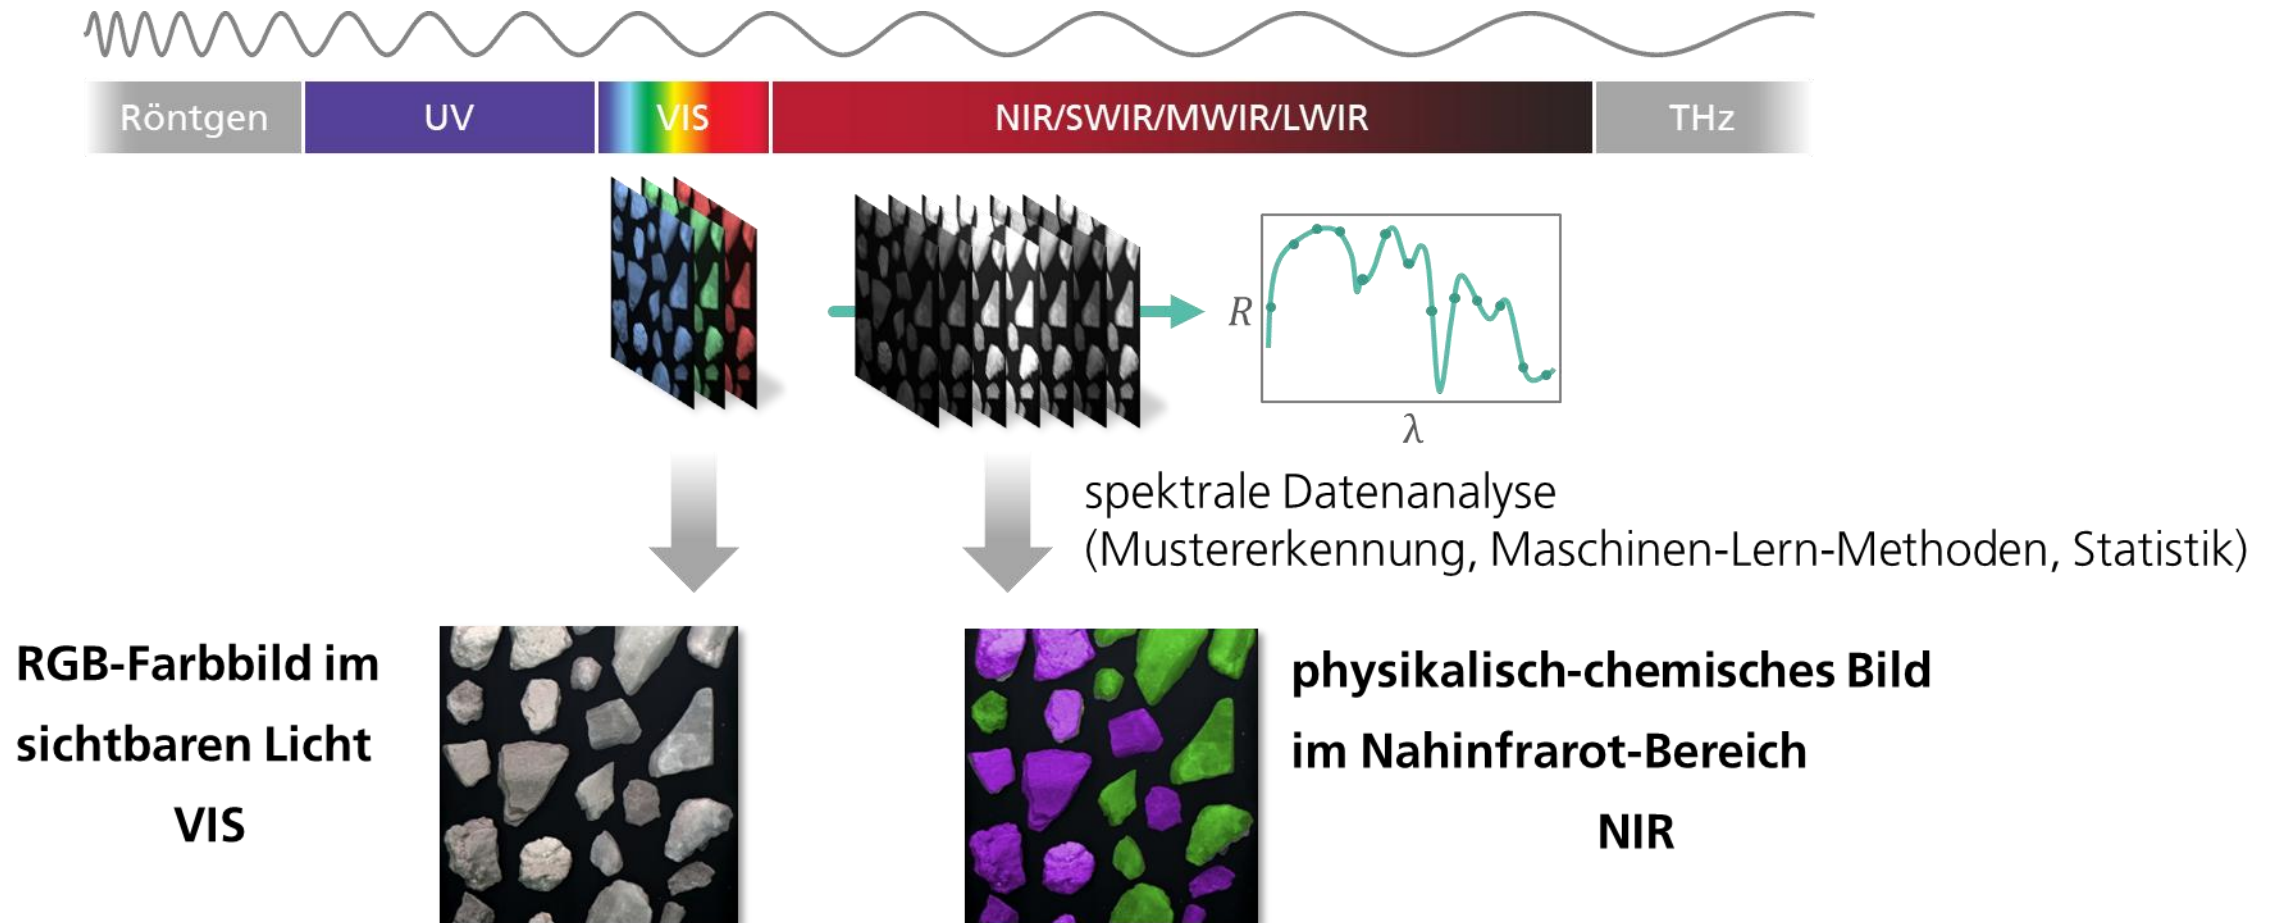 Röntgen
UV
VIS
NIR/SWIR/MWIR/LWIR
THz
R
λ
spektrale Datenanalyse
(Mustererkennung, Maschinen-Lern-Methoden, Statistik)
RGB-Farbbild im
sichtbaren Licht
VIS
physikalisch-chemisches Bild
im Nahinfrarot-Bereich
NIR